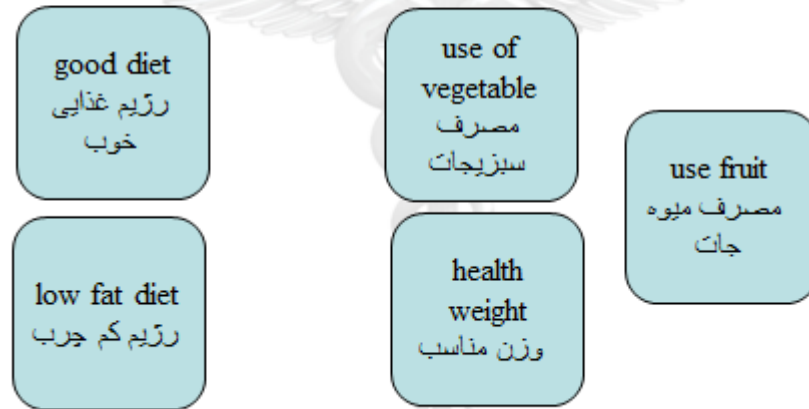 good diet
رژیم غذایی
خوب
use of
vegetable
مصرف
سبزیجات
use fruit
مصرف میوه
جات
low fat diet
رژیم کم چرب
health
weight
وزن مناسب